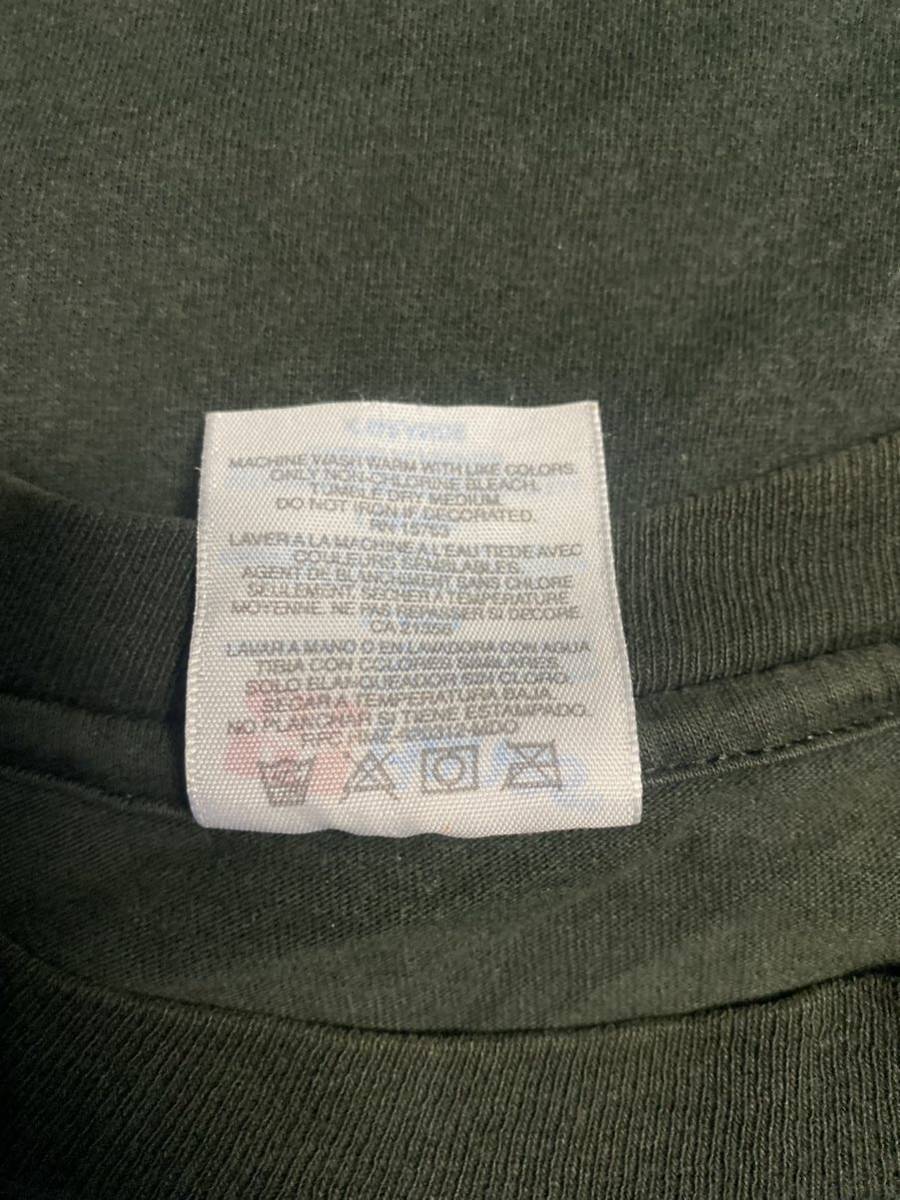 MACHINE WASH WARM WITH LIKE COLORS.
ONLY NON-CHLORINE BLEACH.
TUMBLE DRY MEDIUM.
DO NOT IRON IF DECORATED.
RN 15763
LAVER A LA MACHINE A L'EAU TIEDE AVEC
COULEURS SEMBLABLES.
AGENT DE BLANCHIMENT SANS CHLORE
SEULEMENT. SECHER A TEMPERATURE
MOYENNE. NE PAS REPASSER SI DECORE.
CA
LAVAR A MANO O EN LAVADORA CON AGUA
TIBIA CON COLORES SIMILARES.
SOLO BLANQUEADOR SIN CLORO.
SECAR A TEMPERATURA BAJA.
NO PLANCHAR SI TIENE ESTAMPADO.